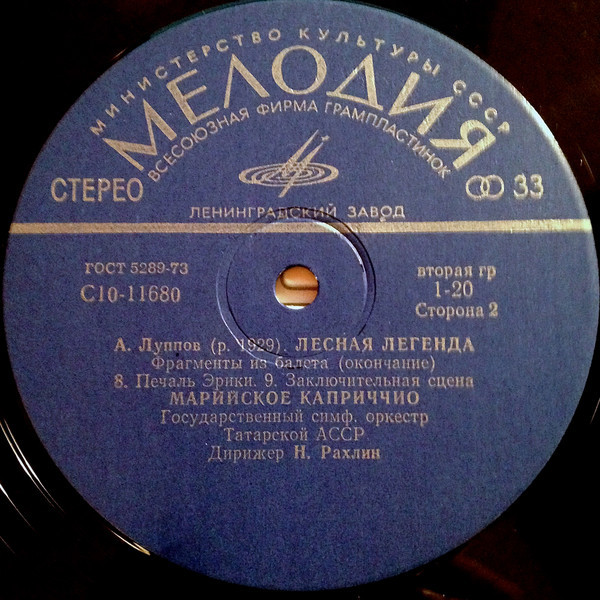 МИНИСТЕРСТВО КУЛЬТУРЫ СССР
МЕЛОДИЯ
ВСЕСОЮЗНАЯ ФИРМА ГРАМПЛАСТИНОК
СТЕРЕО
33
ЛЕНИНГРАДСКИЙ ЗАВОД
ГОСТ 5289-73
С10-11680
вторая гр
1-20
Сторона 2
А. Луппов (р. 1929). ЛЕСНАЯ ЛЕГЕНДА
Фрагменты из балета (окончание)
8. Печаль Эрики. 9. Заключительная сцена
МАРИЙСКОЕ КАПРИЧЧИО
Государственный симф. оркестр
Татарской АССР
Дирижер Н. Рахлин